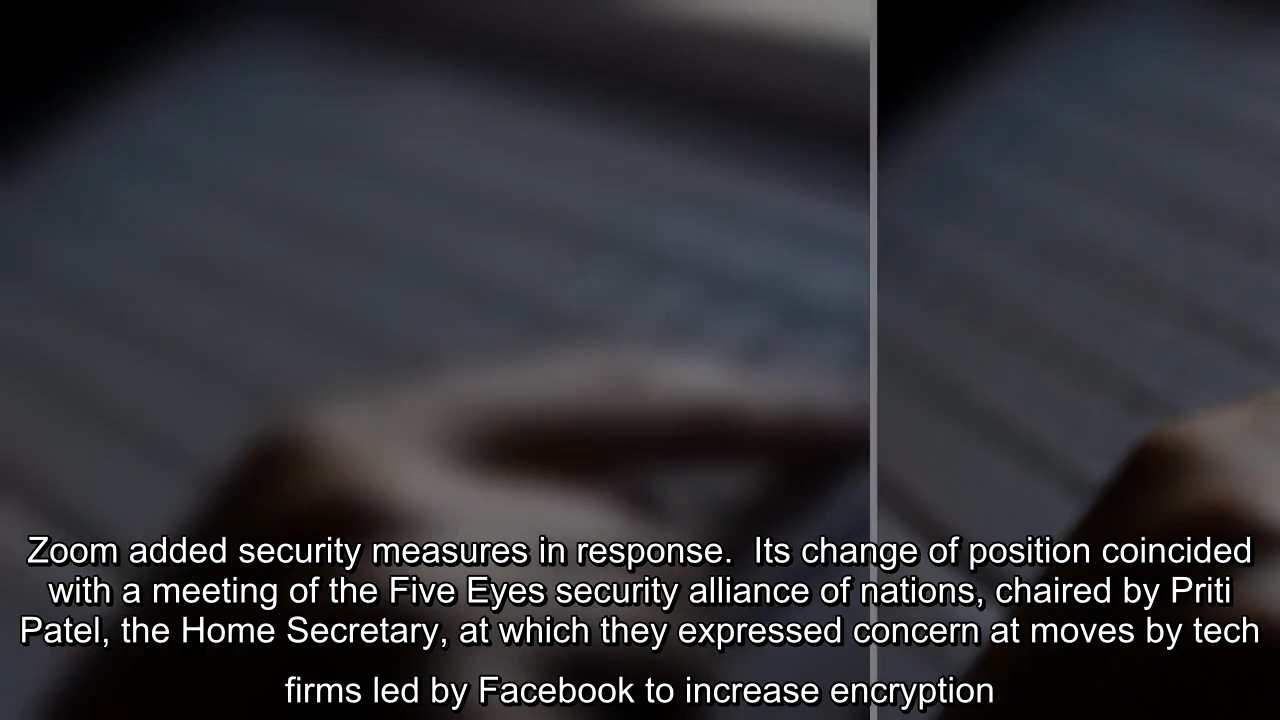 Zoom added security measures in response.  Its change of position coincided
with a meeting of the Five Eyes security alliance of nations, chaired by Priti
Patel, the Home Secretary, at which they expressed concern at moves by tech
firms led by Facebook to increase encryption